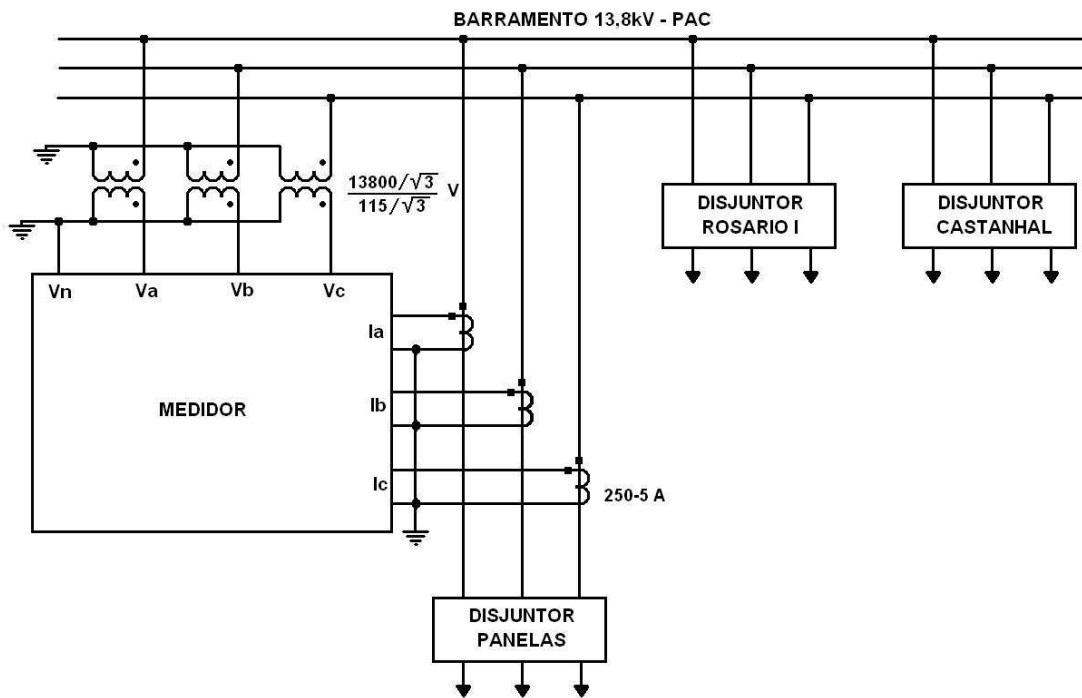 BARRAMENTO 13,8kV - PAC
13800/√3
115/√3
V
DISJUNTOR
ROSARIO I
DISJUNTOR
CASTANHAL
Vn
Va
Vb
Vc
Ia
MEDIDOR
Ib
Ic
250-5 A
DISJUNTOR
PANELAS